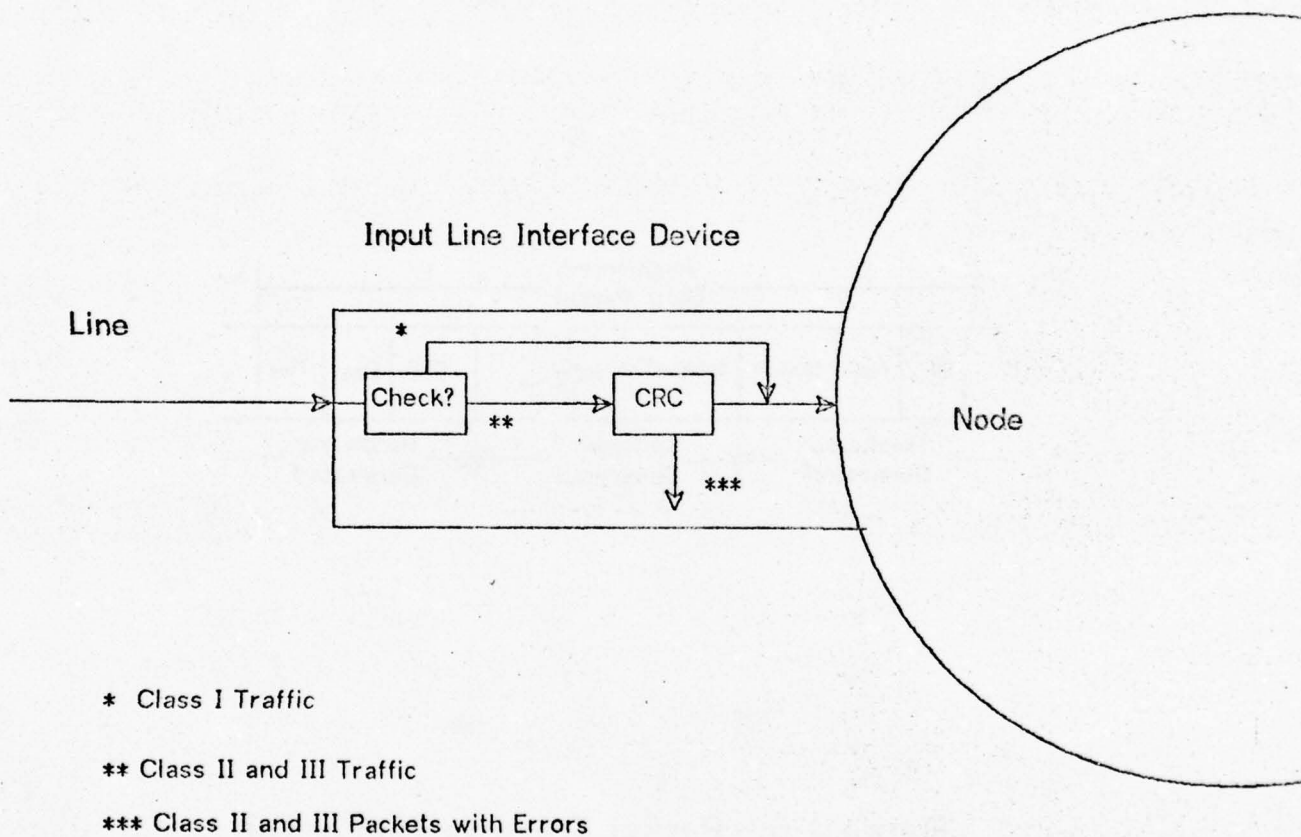 Input Line Interface Device
Line
*
Check?
**
CRC
***
Node
* Class I Traffic
** Class II and III Traffic
*** Class II and III Packets with Errors